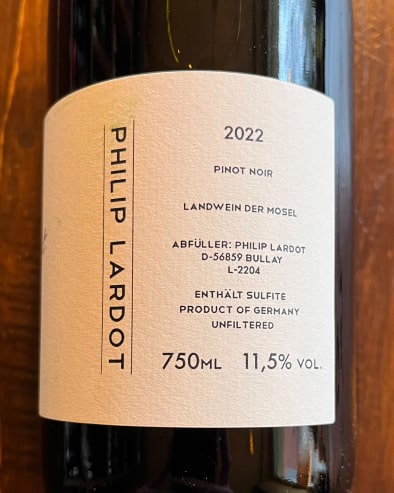 PHILIP LARDOT
2022
PINOT NOIR
LANDWEIN DER MOSEL
ABFÜLLER: PHILIP LARDOT
D-56859 BULLAY
L-2204
ENTHÄLT SULFITE
PRODUCT OF GERMANY
UNFILTERED
750ML 11,5% VOL.